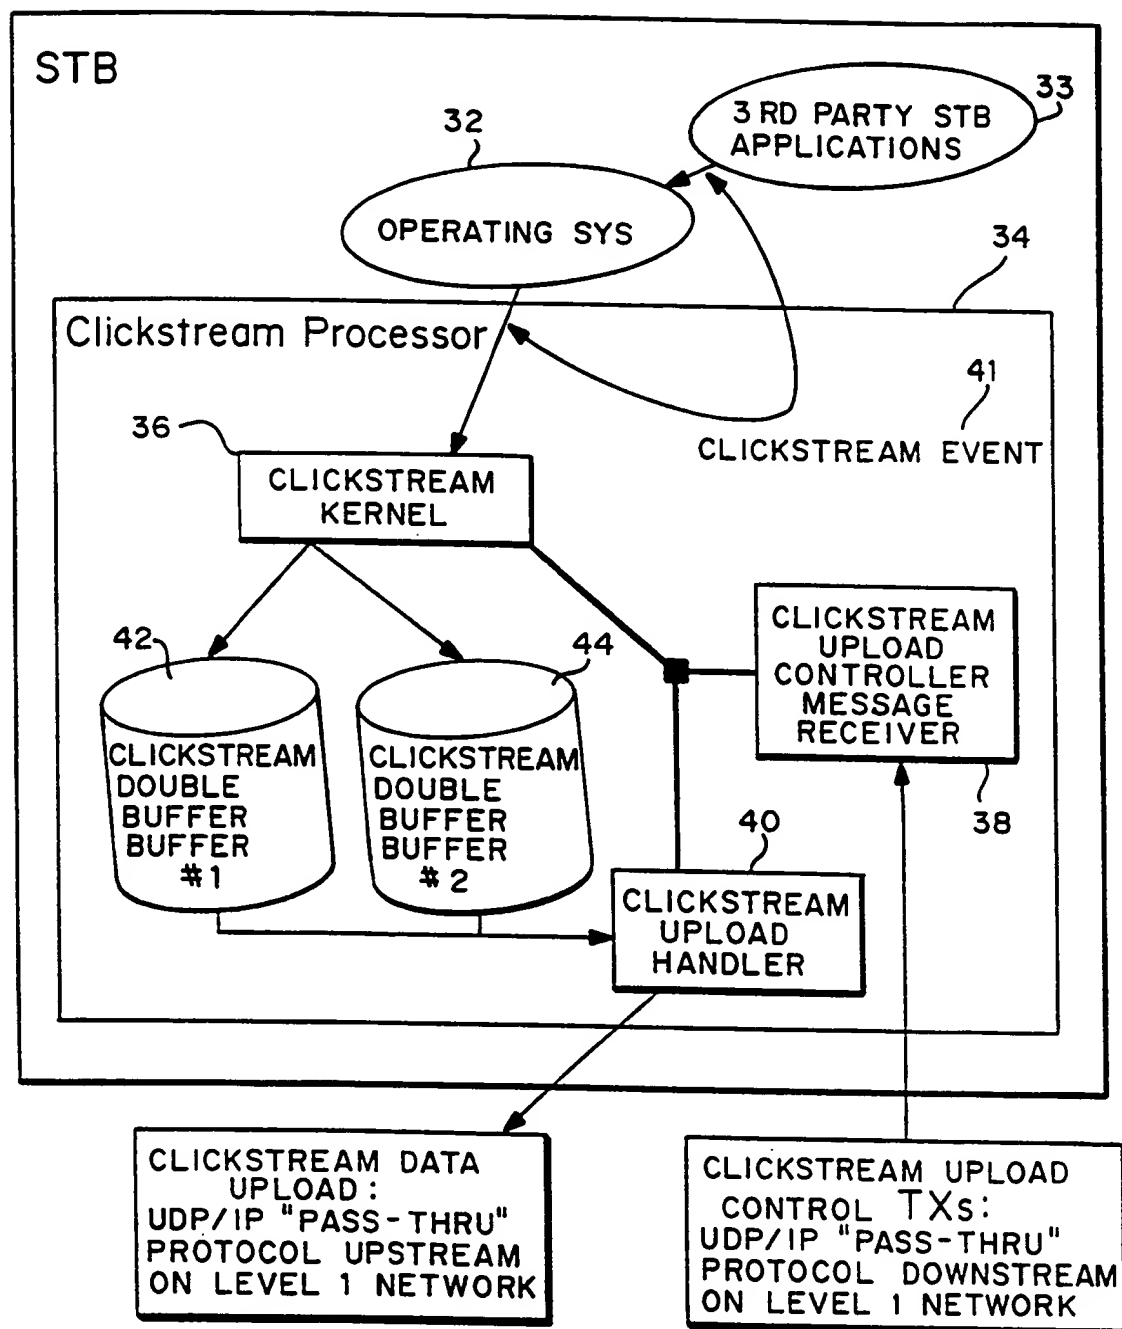 STB
33
3RD PARTY STB
APPLICATIONS
32
OPERATING SYS
34
Clickstream Processor
41
CLICKSTREAM EVENT
36
CLICKSTREAM
KERNEL
42
CLICKSTREAM
DOUBLE
BUFFER
BUFFER
#1
44
CLICKSTREAM
DOUBLE
BUFFER
BUFFER
#2
CLICKSTREAM
UPLOAD
CONTROLLER
MESSAGE
RECEIVER
38
40
CLICKSTREAM
UPLOAD
HANDLER
CLICKSTREAM DATA
UPLOAD:
UDP/IP "PASS-THRU"
PROTOCOL UPSTREAM
ON LEVEL 1 NETWORK
CLICKSTREAM UPLOAD
CONTROL TXs:
UDP/IP "PASS-THRU"
PROTOCOL DOWNSTREAM
ON LEVEL 1 NETWORK